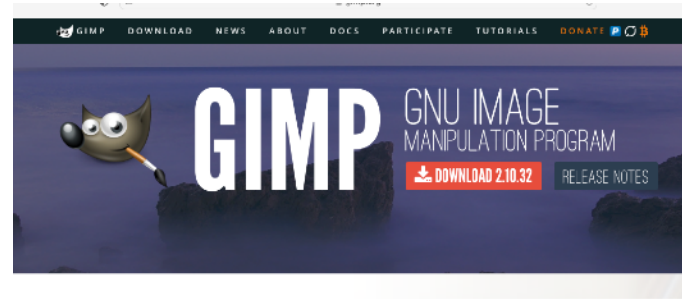 GIMP DOWNLOAD NEWS ABOUT DOCS PARTICIPATE TUTORIALS DONATE
GIMP
GNU IMAGE
MANIPULATION PROGRAM
DOWNLOAD 2.10.32 RELEASE NOTES